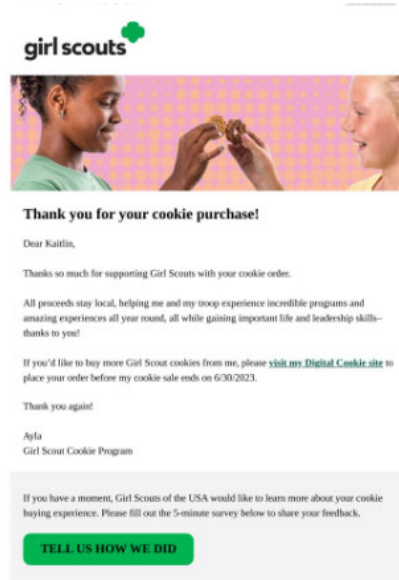 girl scouts
Thank you for your cookie purchase!
Dear Kaitlin,
Thanks so much for supporting Girl Scouts with your cookie order.
All proceeds stay local, helping me and my troop experience incredible programs and
amazing experiences all year round, all while gaining important life and leadership skills–
thanks to you!
If you'd like to buy more Girl Scout cookies from me, please visit my Digital Cookie site to
place your order before my cookie sale ends on 6/30/2023.
Thank you again!
Ayla
Girl Scout Cookie Program
If you have a moment, Girl Scouts of the USA would like to learn more about your cookie
buying experience. Please fill out the 5-minute survey below to share your feedback.
TELL US HOW WE DID